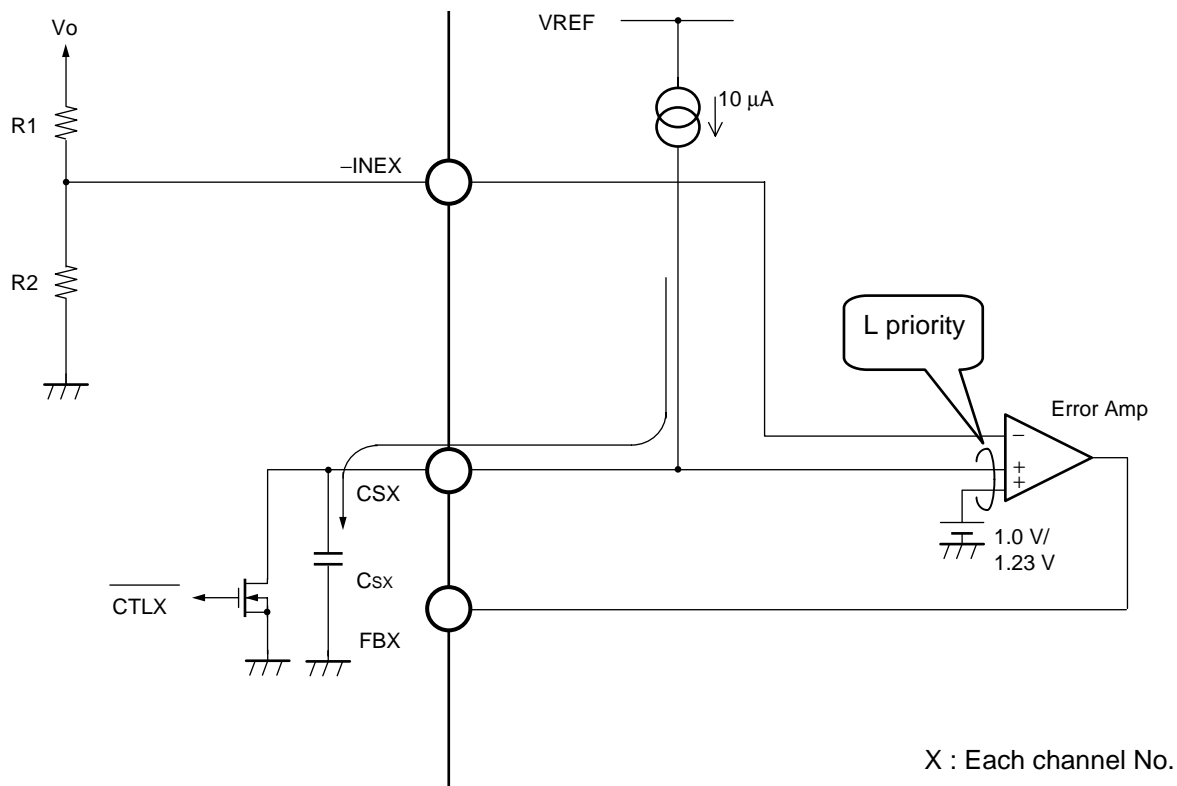 Vo
VREF
10 µA
R1
−INEX
R2
L priority
Error Amp
−
+
+
CSX
1.0 V/
1.23 V
CSX
CTLX
FBX
X : Each channel No.